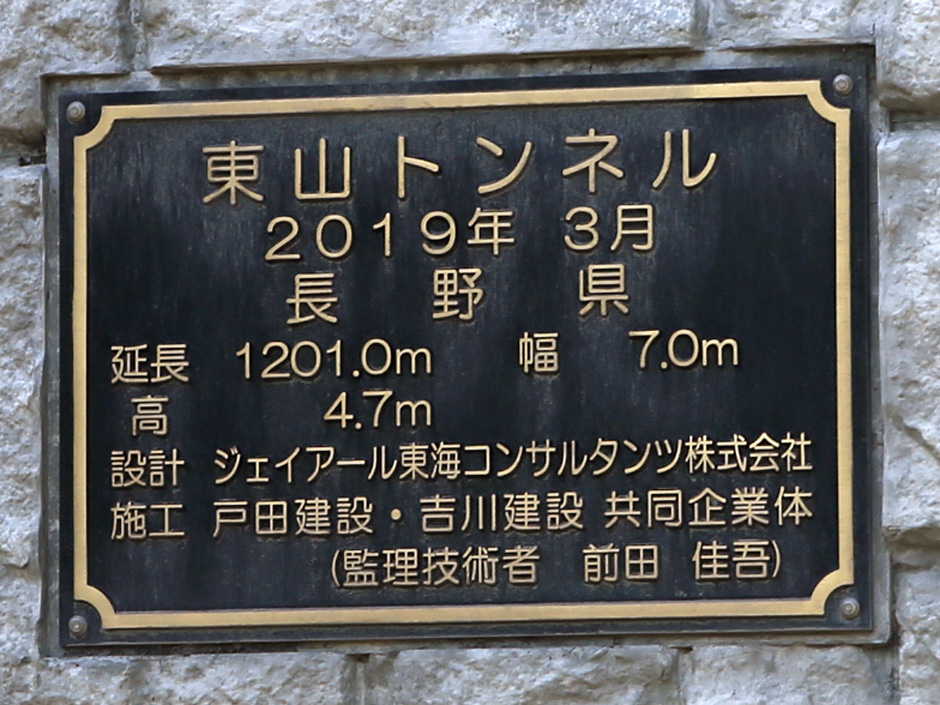 東山トンネル
2019年 3月
長 野 県
延長 1201.0m 幅 7.0m
高 4.7m
設計 ジェイアール東海コンサルタンツ株式会社
施工 戸田建設・吉川建設 共同企業体
(監理技術者 前田 佳吾)